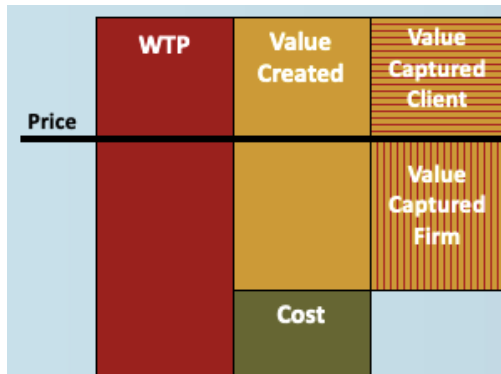 WTP
Value
Created
Value
Captured
Client
Price
Value
Captured
Firm
Cost